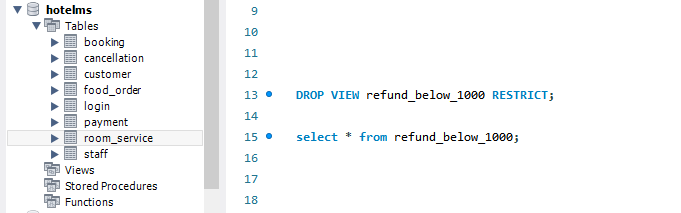 hotelms
Tables
booking
cancellation
customer
food_order
login
payment
room_service
staff
Views
Stored Procedures
Functions
9
10
11
12
13 DROP VIEW refund_below_1000 RESTRICT;
14
15 select * from refund_below_1000;
16
17
18